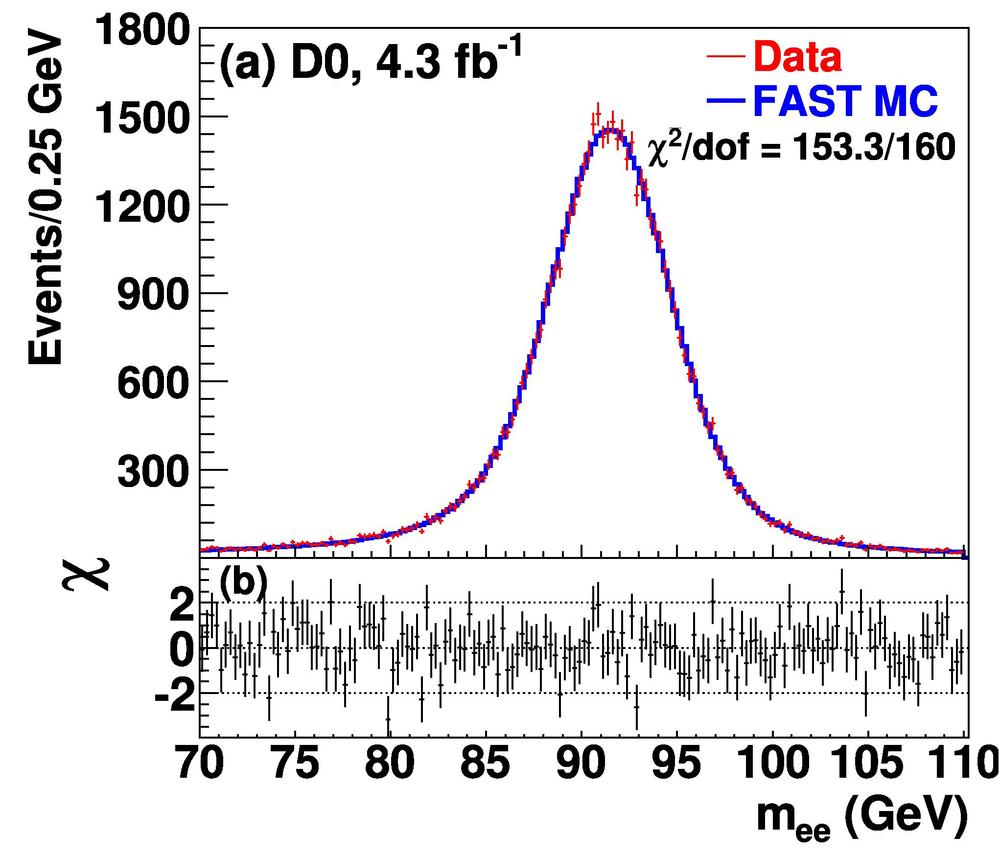 Events/0.25 GeV
1800
1500
1200
900
600
300
(a) D0, 4.3 fb⁻¹
Data
FAST MC
χ²/dof = 153.3/160
χ
(b)
2
0
-2
70 75 80 85 90 95 100 105 110
mₑₑ (GeV)